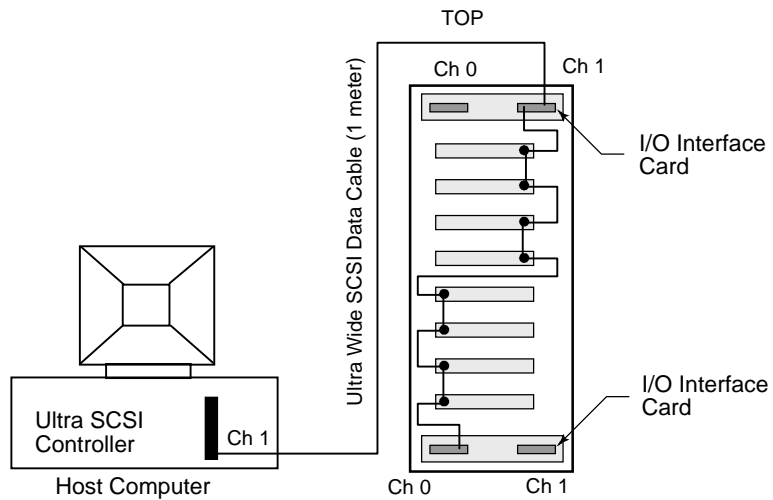 TOP
Ch 0
Ch 1
I/O Interface
Card
Ultra Wide SCSI Data Cable (1 meter)
Ultra SCSI
Controller
Ch 1
Host Computer
I/O Interface
Card
Ch 0
Ch 1